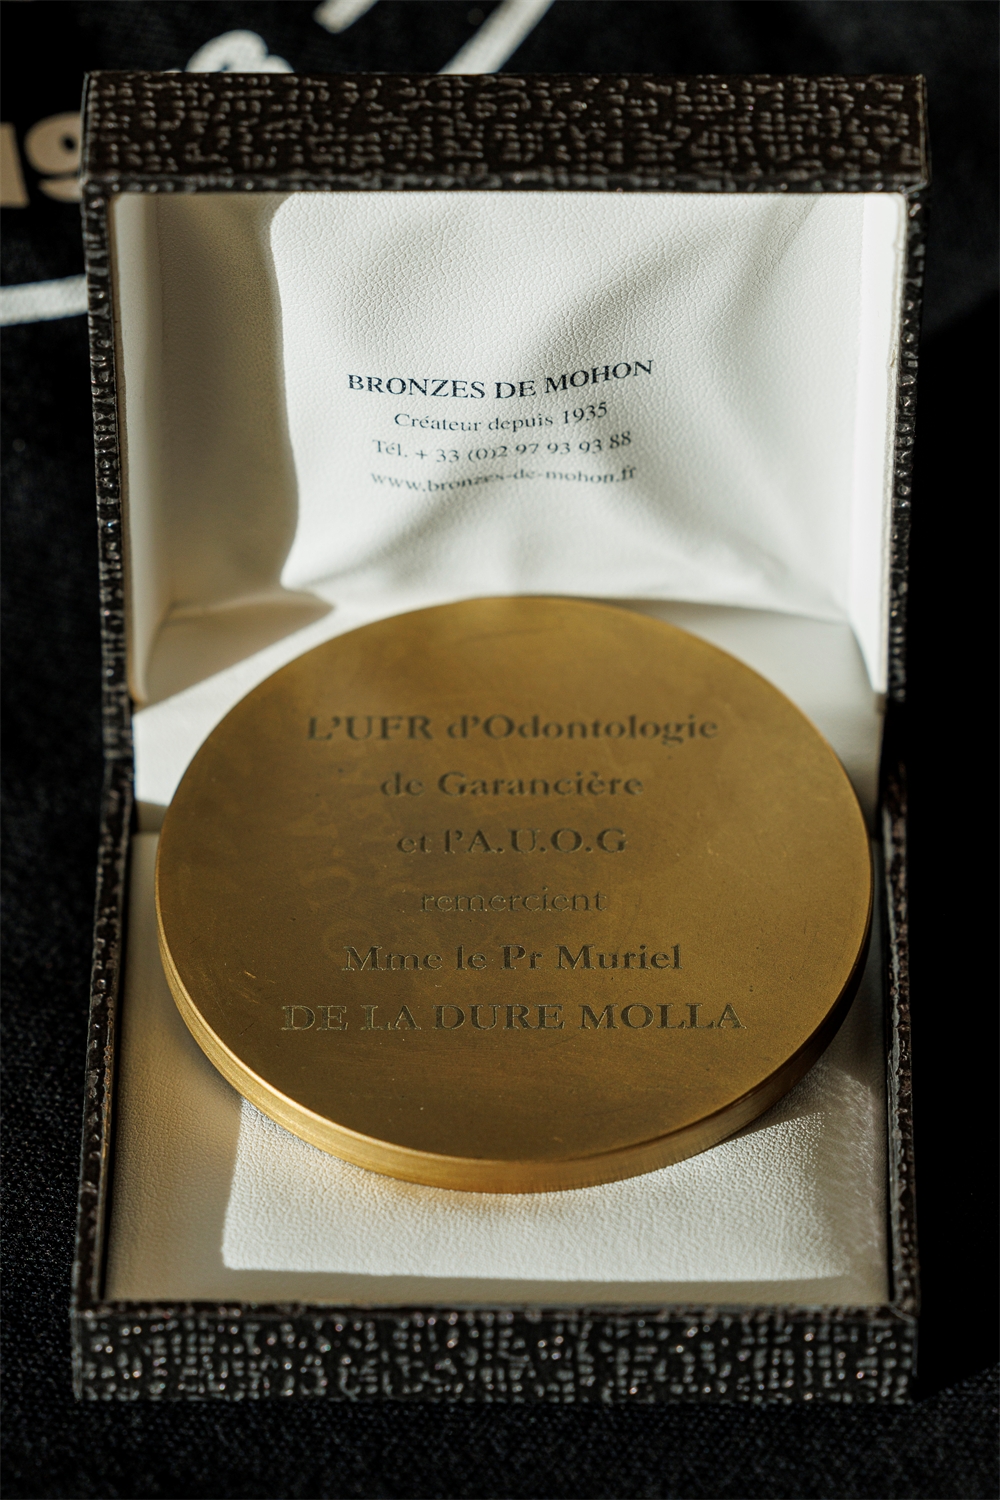 19
BRONZES DE MOHON
Créateur depuis 1935
Tél. + 33 (0)2 97 93 93 88
www.bronzes-de-mohon.fr
L'UFR d'Odontologie
de Garancière
et l'A.U.O.G
remercient
Mme le Pr Muriel
DE LA DURE MOLLA